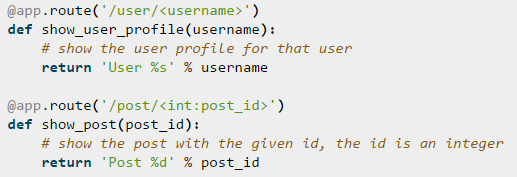 @app.route('/user/<username>')
def show_user_profile(username):
    # show the user profile for that user
    return 'User %s' % username

@app.route('/post/<int:post_id>')
def show_post(post_id):
    # show the post with the given id, the id is an integer
    return 'Post %d' % post_id